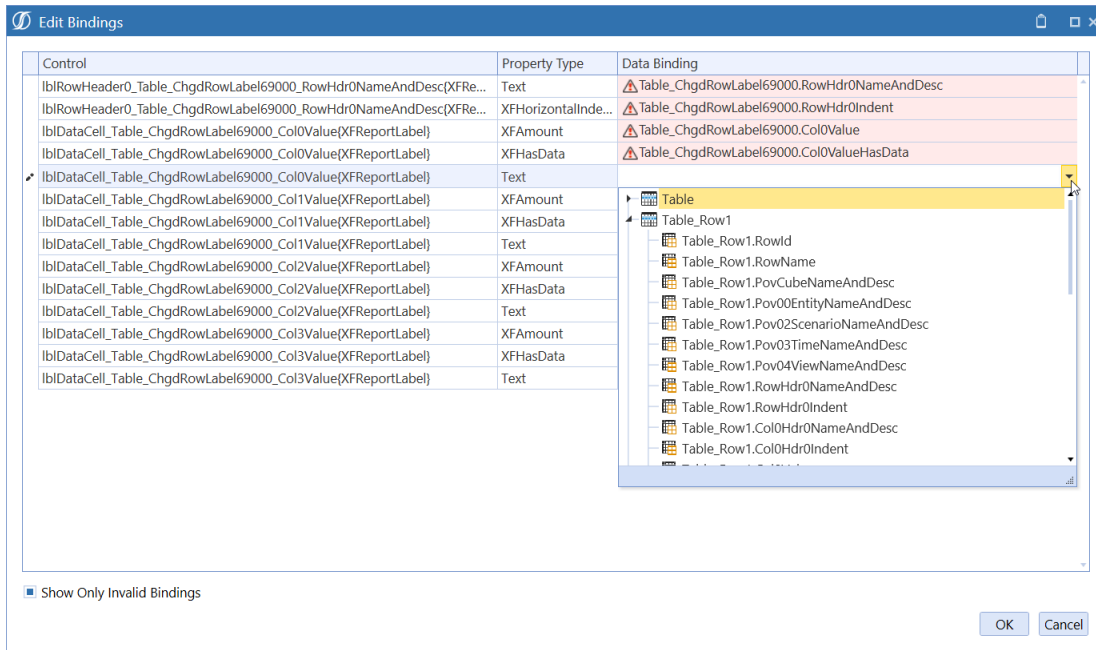 Edit Bindings
Control Property Type Data Binding
lblRowHeader0_Table_ChgdRowLabel69000_RowHdr0NameAndDesc{XFRe... Text Table_ChgdRowLabel69000.RowHdr0NameAndDesc
lblRowHeader0_Table_ChgdRowLabel69000_RowHdr0NameAndDesc{XFRe... XFHorizontalInde... Table_ChgdRowLabel69000.RowHdr0Indent
lblDataCell_Table_ChgdRowLabel69000_Col0Value{XFReportLabel} XFAmount Table_ChgdRowLabel69000.Col0Value
lblDataCell_Table_ChgdRowLabel69000_Col0Value{XFReportLabel} XFHasData Table_ChgdRowLabel69000.Col0ValueHasData
lblDataCell_Table_ChgdRowLabel69000_Col0Value{XFReportLabel} Text
lblDataCell_Table_ChgdRowLabel69000_Col1Value{XFReportLabel} XFAmount Table
lblDataCell_Table_ChgdRowLabel69000_Col1Value{XFReportLabel} XFHasData Table_Row1
lblDataCell_Table_ChgdRowLabel69000_Col1Value{XFReportLabel} Text Table_Row1.RowId
lblDataCell_Table_ChgdRowLabel69000_Col2Value{XFReportLabel} XFAmount Table_Row1.RowName
lblDataCell_Table_ChgdRowLabel69000_Col2Value{XFReportLabel} XFHasData Table_Row1.PovCubeNameAndDesc
lblDataCell_Table_ChgdRowLabel69000_Col2Value{XFReportLabel} Text Table_Row1.Pov00EntityNameAndDesc
lblDataCell_Table_ChgdRowLabel69000_Col3Value{XFReportLabel} XFAmount Table_Row1.Pov02ScenarioNameAndDesc
lblDataCell_Table_ChgdRowLabel69000_Col3Value{XFReportLabel} XFHasData Table_Row1.Pov03TimeNameAndDesc
lblDataCell_Table_ChgdRowLabel69000_Col3Value{XFReportLabel} Text Table_Row1.Pov04ViewNameAndDesc
Table_Row1.RowHdr0NameAndDesc
Table_Row1.RowHdr0Indent
Table_Row1.Col0Hdr0NameAndDesc
Table_Row1.Col0Hdr0Indent
Show Only Invalid Bindings
OK Cancel